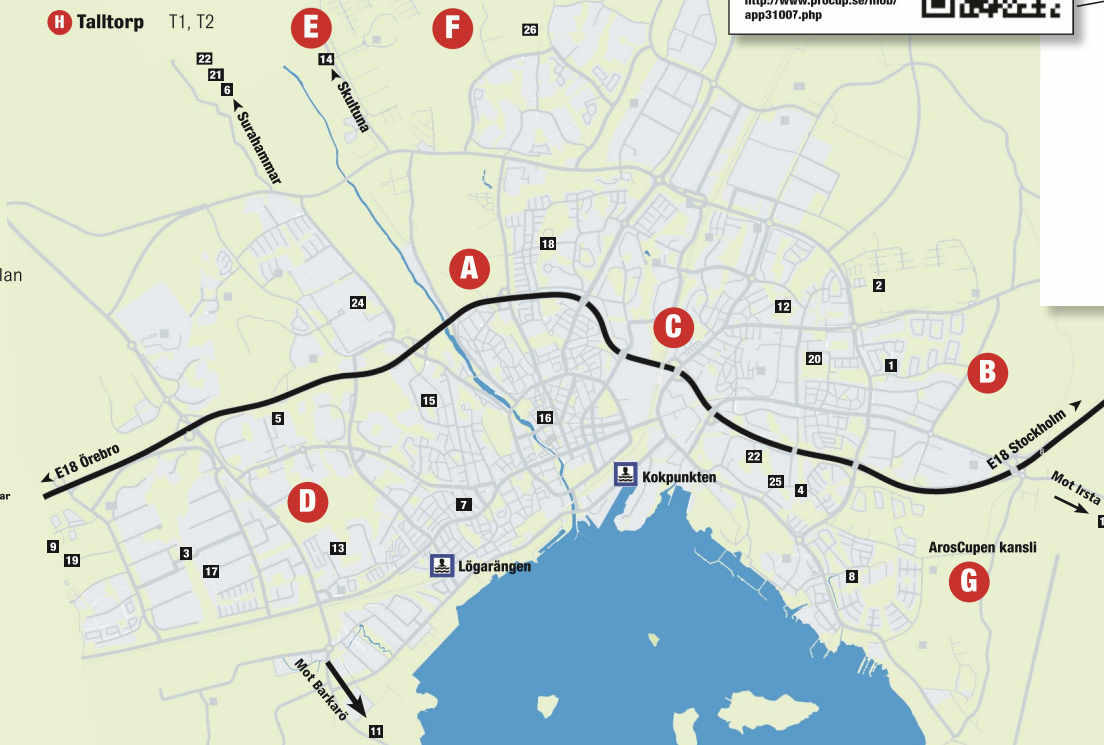 H Talltorp T1, T2
http://www.procup.se/mob/
app31007.php
E
F
26
22
21
6
14
Surahammar
Skultuna
lan
A
18
C
24
12
2
20
1
B
15
16
5
E18 Örebro
E18 Stockholm
Kokpunkten
22
25
4
Mot Irsta
D
7
ar
9
19
3
17
13
Lögarängen
8
ArosCupen kansli
G
Mot Barkarö
11